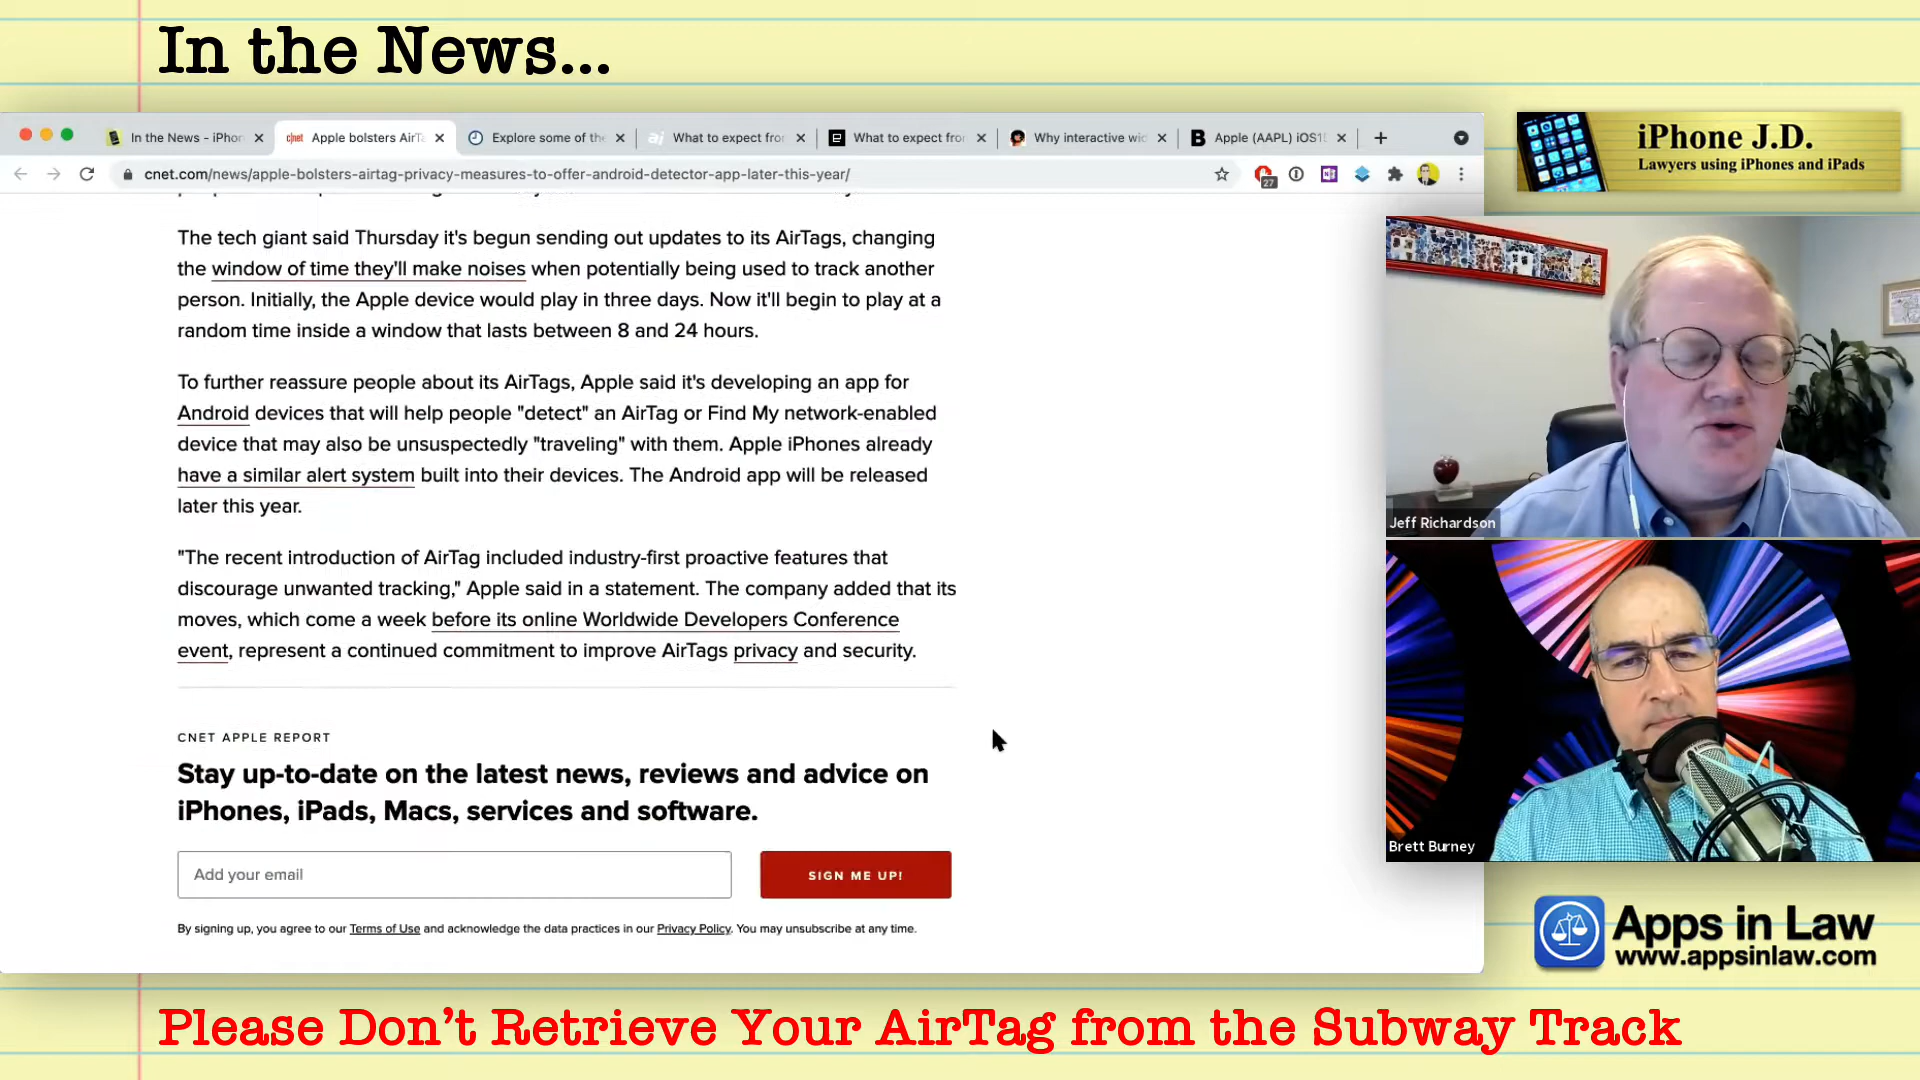 In the News...
In the News - iPhon
c|net Apple bolsters AirTa
Explore some of the
ai What to expect fro
What to expect fro
Why interactive wi
B Apple (AAPL) iOS1
cnet.com/news/apple-bolsters-airtag-privacy-measures-to-offer-android-detector-app-later-this-year/
27
iPhone J.D.
Lawyers using iPhones and iPads
The tech giant said Thursday it's begun sending out updates to its AirTags, changing
the window of time they'll make noises when potentially being used to track another
person. Initially, the Apple device would play in three days. Now it'll begin to play at a
random time inside a window that lasts between 8 and 24 hours.
To further reassure people about its AirTags, Apple said it's developing an app for
Android devices that will help people "detect" an AirTag or Find My network-enabled
device that may also be unsuspectedly "traveling" with them. Apple iPhones already
have a similar alert system built into their devices. The Android app will be released
later this year.
"The recent introduction of AirTag included industry-first proactive features that
discourage unwanted tracking," Apple said in a statement. The company added that its
moves, which come a week before its online Worldwide Developers Conference
event, represent a continued commitment to improve AirTags privacy and security.
CNET APPLE REPORT
Stay up-to-date on the latest news, reviews and advice on
iPhones, iPads, Macs, services and software.
Add your email
SIGN ME UP!
By signing up, you agree to our Terms of Use and acknowledge the data practices in our Privacy Policy. You may unsubscribe at any time.
Jeff Richardson
Brett Burney
Apps in Law
www.appsinlaw.com
Please Don't Retrieve Your AirTag from the Subway Track